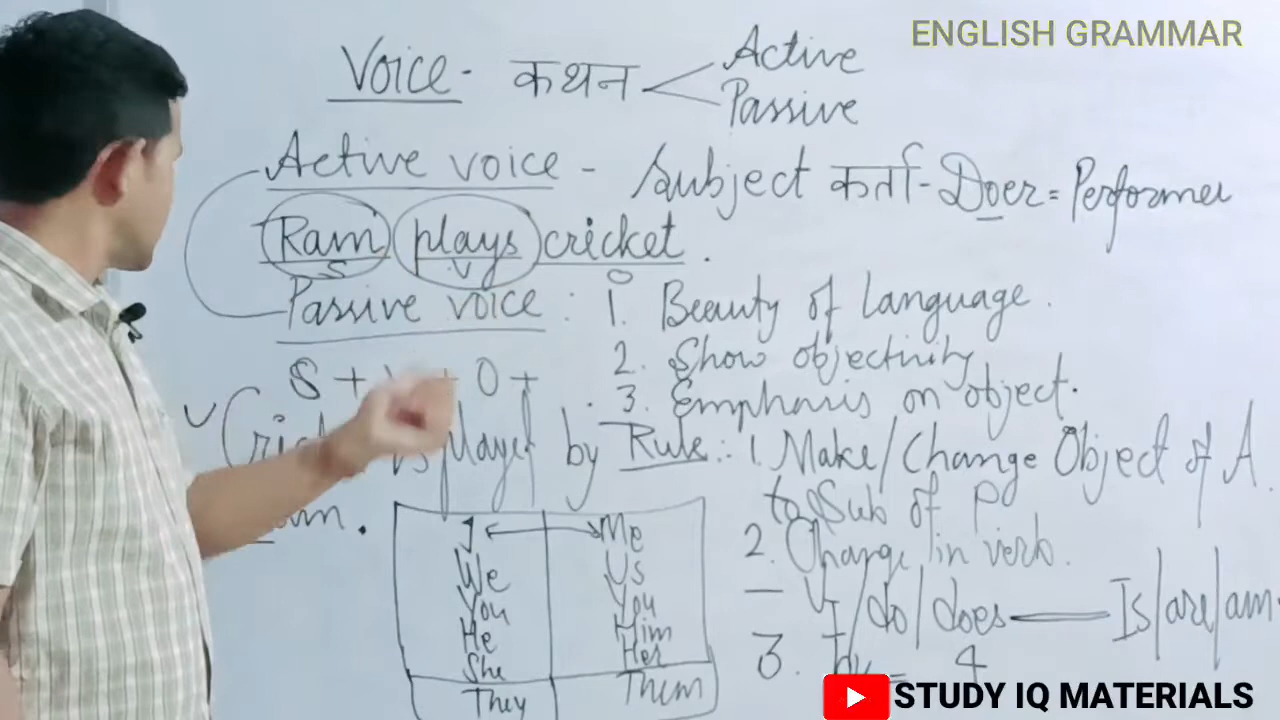 ENGLISH GRAMMAR
Voice - कथन
Active
Passive
Active voice - Subject कर्ता - Doer = Performer
Ram plays cricket.
S V O
Passive voice : 1. Beauty of language.
2. Show objectivity
S + + O +
3. Emphasis on object.
is played by
Rule: 1. Make/Change Object of A
to Sub of P
I Me
2. Change in verb.
We Us
You You
do/does Is/are/am
He Him
She Her
3.
They Them
STUDY IQ MATERIALS